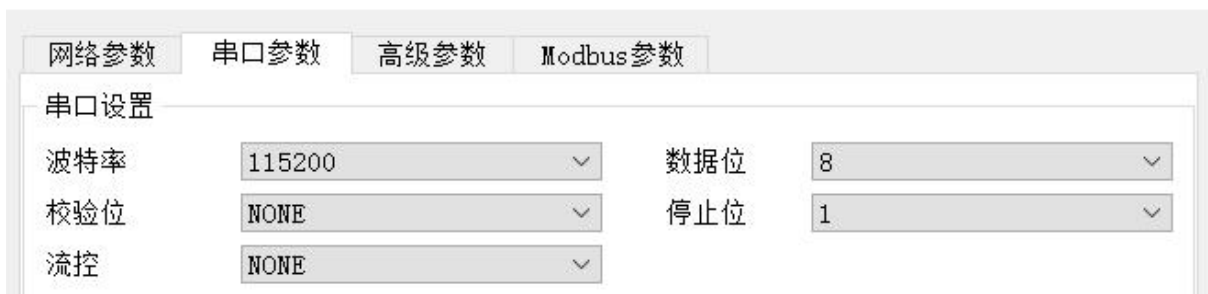 网络参数 串口参数 高级参数 Modbus参数
串口设置
波特率 115200 数据位 8
校验位 NONE 停止位 1
流控 NONE